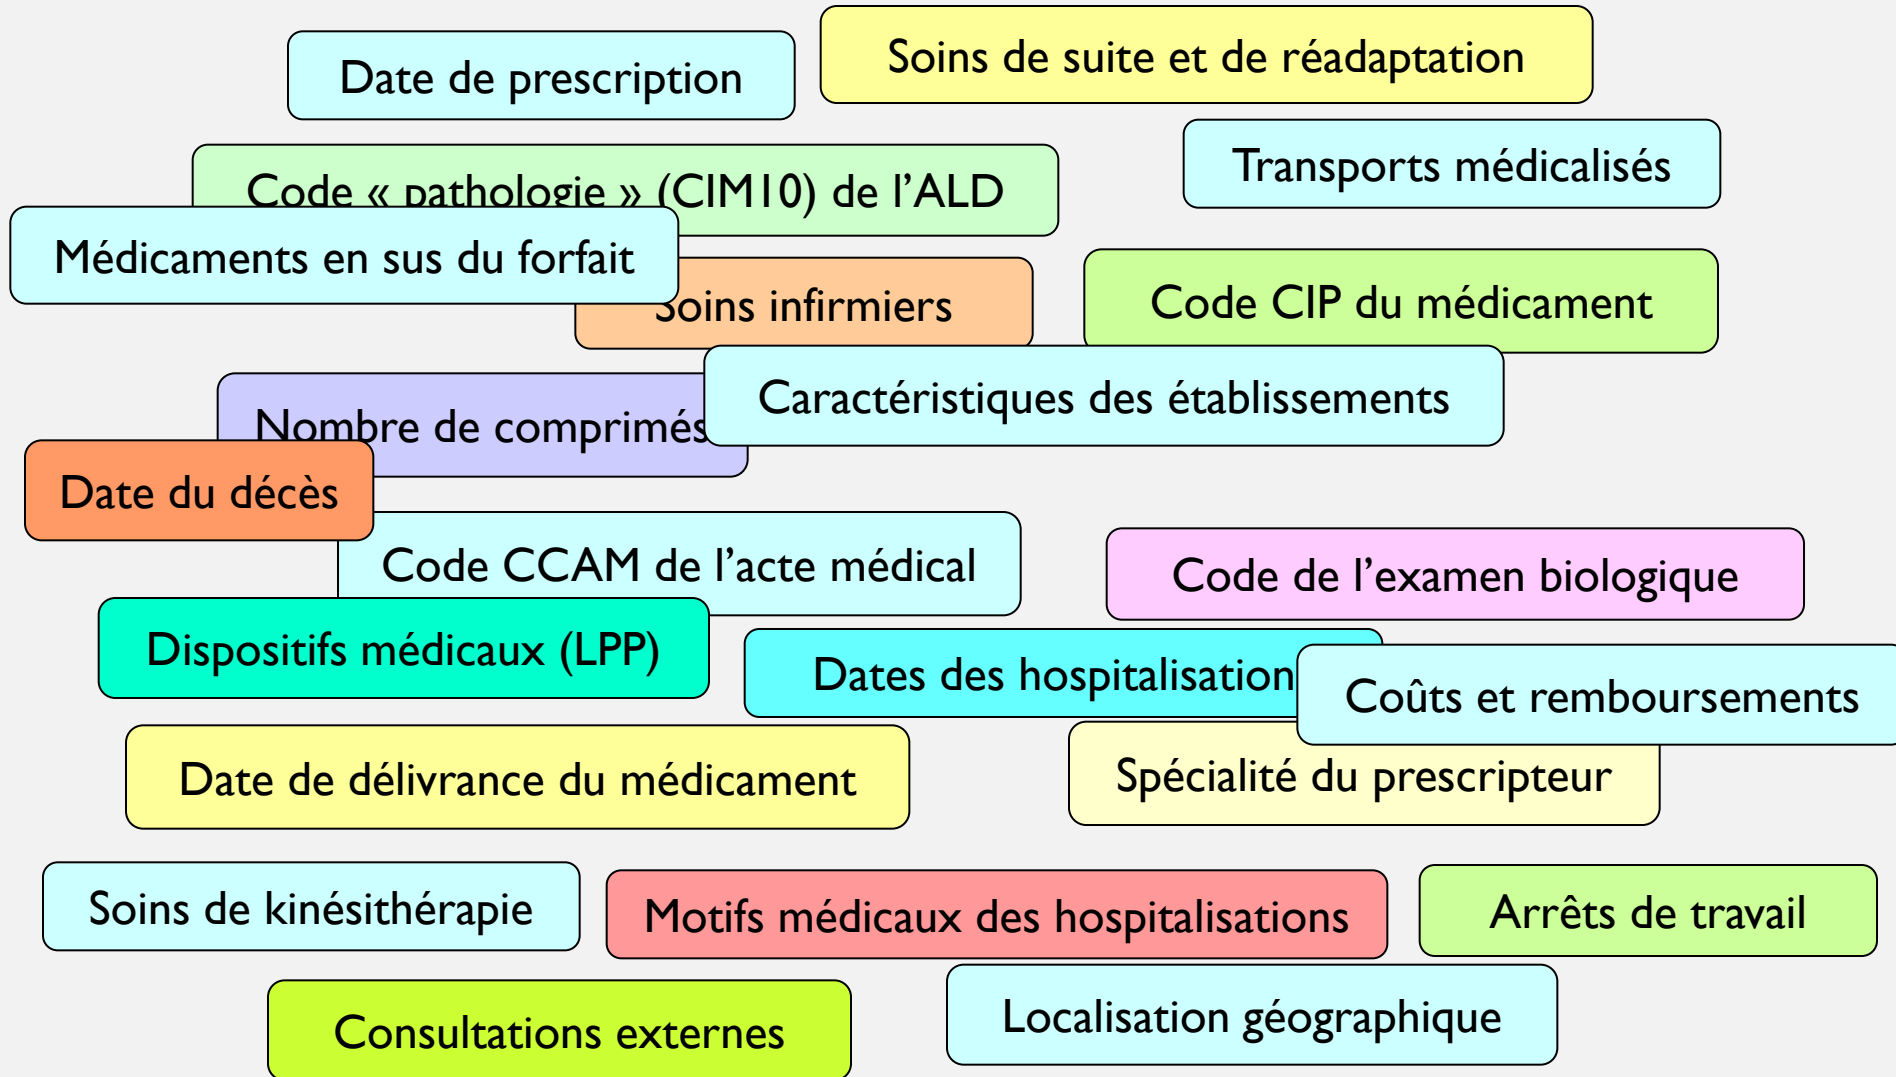 Soins de suite et de réadaptation
Date de prescription
Transports médicalisés
Code « pathologie » (CIM10) de l’ALD
Médicaments en sus du forfait
Soins infirmiers
Code CIP du médicament
Caractéristiques des établissements
Nombre de comprimés
Date du décès
Code CCAM de l’acte médical
Code de l’examen biologique
Dispositifs médicaux (LPP)
Dates des hospitalisation
Coûts et remboursements
Date de délivrance du médicament
Spécialité du prescripteur
Soins de kinésithérapie
Motifs médicaux des hospitalisations
Arrêts de travail
Localisation géographique
Consultations externes